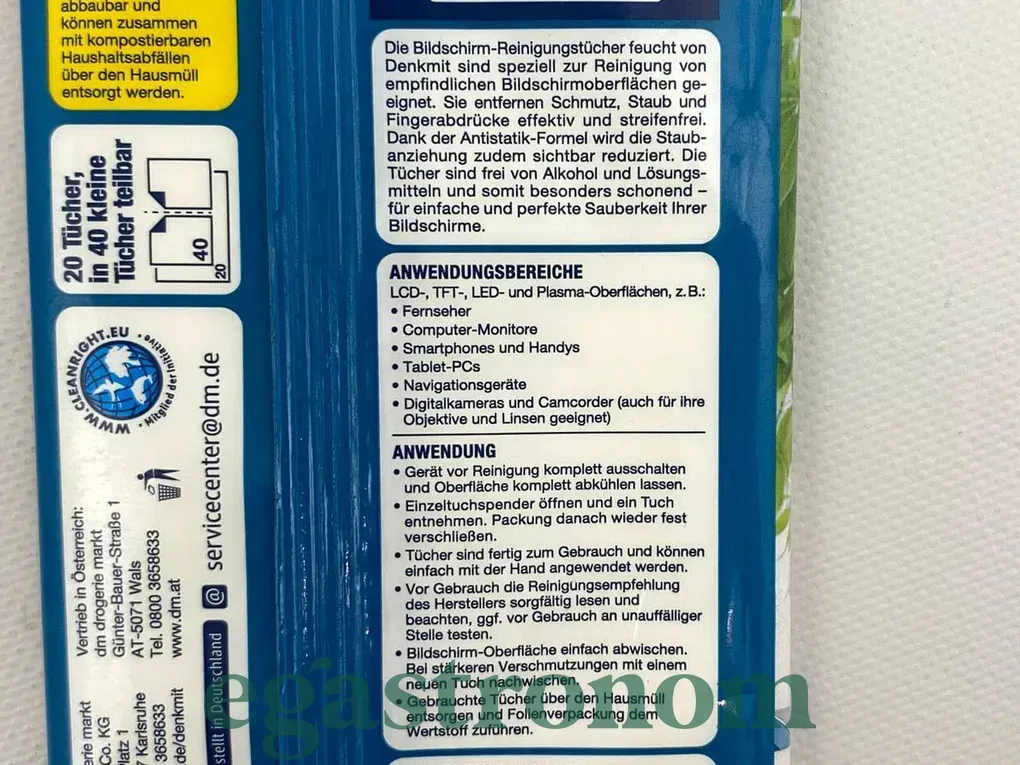 abbaubar und
können zusammen
mit kompostierbaren
Haushaltsabfällen
über den Hausmüll
entsorgt werden.
20 Tücher,
in 40 kleine
Tücher teilbar
40
20
WWW.CLEANRIGHT.EU
Mitglied der Initiative
Vertrieb in Österreich:
dm drogerie markt
Günter-Bauer-Straße 1
AT-5071 Wals
Tel. 0800 3658633
www.dm.at
@ servicecenter@dm.de
erie markt
Co. KG
latz 1
7 Karlsruhe
3658633
.de/denkmit
stellt in Deutschland
Die Bildschirm-Reinigungstücher feucht von
Denkmit sind speziell zur Reinigung von
empfindlichen Bildschirmoberflächen ge-
eignet. Sie entfernen Schmutz, Staub und
Fingerabdrücke effektiv und streifenfrei.
Dank der Antistatik-Formel wird die Staub-
anziehung zudem sichtbar reduziert. Die
Tücher sind frei von Alkohol und Lösungs-
mitteln und somit besonders schonend –
für einfache und perfekte Sauberkeit Ihrer
Bildschirme.
ANWENDUNGSBEREICHE
LCD-, TFT-, LED- und Plasma-Oberflächen, z. B.:
• Fernseher
• Computer-Monitore
• Smartphones und Handys
• Tablet-PCs
• Navigationsgeräte
• Digitalkameras und Camcorder (auch für ihre
Objektive und Linsen geeignet)
ANWENDUNG
• Gerät vor Reinigung komplett ausschalten
und Oberfläche komplett abkühlen lassen.
• Einzeltuchspender öffnen und ein Tuch
entnehmen. Packung danach wieder fest
verschließen.
• Tücher sind fertig zum Gebrauch und können
einfach mit der Hand angewendet werden.
• Vor Gebrauch die Reinigungsempfehlung
des Herstellers sorgfältig lesen und
beachten, ggf. vor Gebrauch an unauffälliger
Stelle testen.
• Bildschirm-Oberfläche einfach abwischen.
Bei stärkeren Verschmutzungen mit einem
neuen Tuch nachwischen.
• Gebrauchte Tücher über den Hausmüll
entsorgen und Folienverpackung dem
Wertstoff zuführen.
egastronom